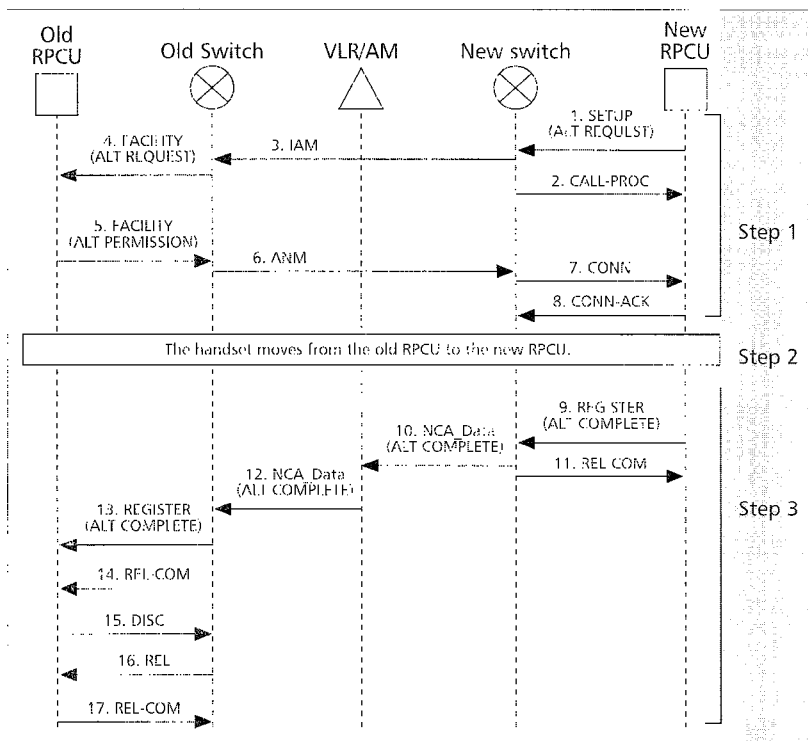 Old
RPCU
Old Switch
VLR/AM
New switch
New
RPCU
1. SETUP
(ALT REQUEST)
4. FACILITY
(ALT REQUEST)
3. IAM
2. CALL-PROC
5. FACILITY
(ALT PERMISSION)
6. ANM
7. CONN
8. CONN-ACK
Step 1
The handset moves from the old RPCU to the new RPCU.
Step 2
9. REGISTER
(ALT COMPLETE)
10. NCA_Data
(ALT COMPLETE)
11. REL COM
12. NCA_Data
(ALT COMPLETE)
13. REGISTER
(ALT COMPLETE)
Step 3
14. REL-COM
15. DISC
16. REL
17. REL-COM